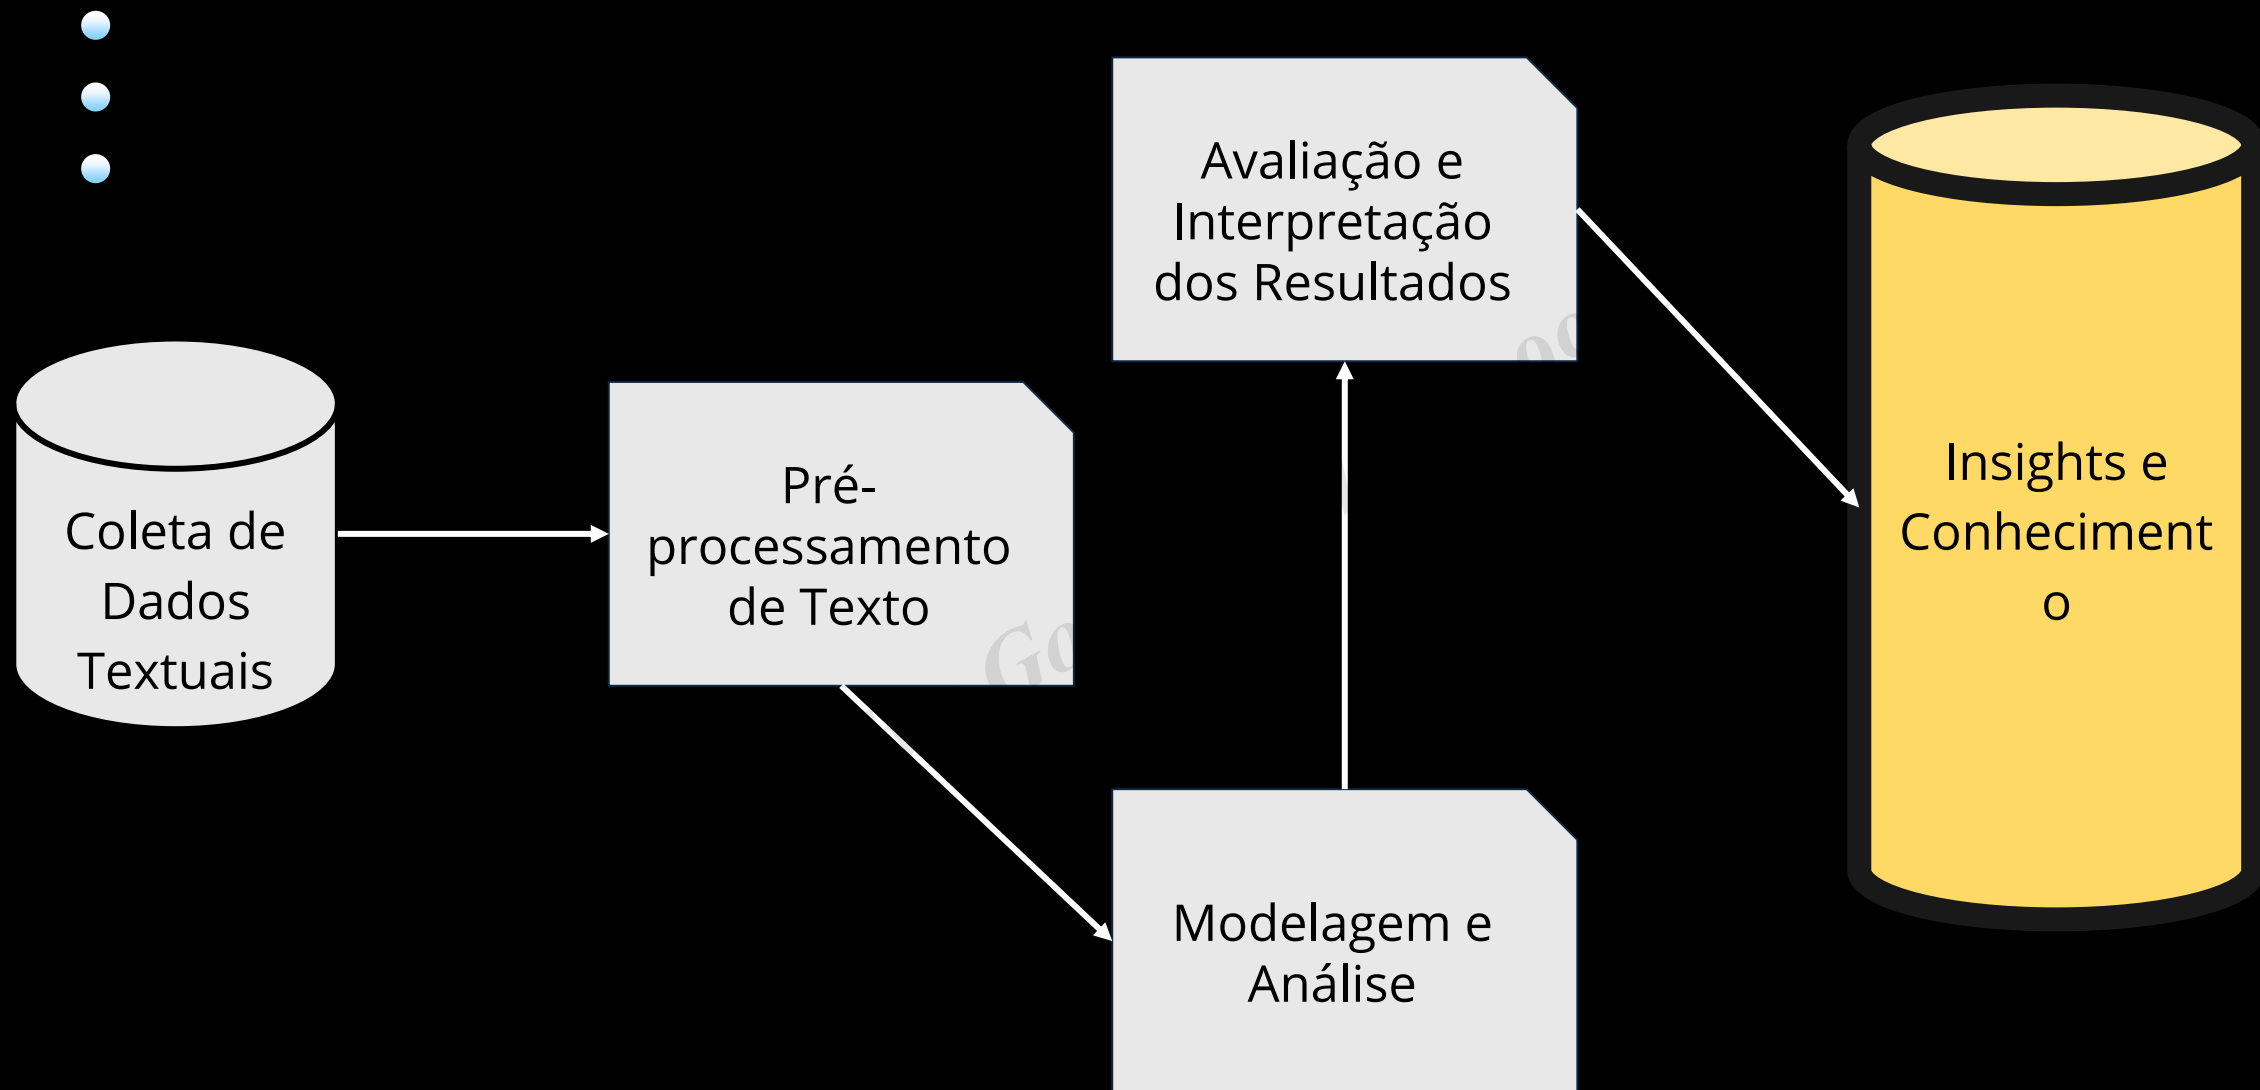 Coleta de
Dados
Textuais
Pré-
processamento
de Texto
Modelagem e
Análise
Avaliação e
Interpretação
dos Resultados
Insights e
Conheciment
o